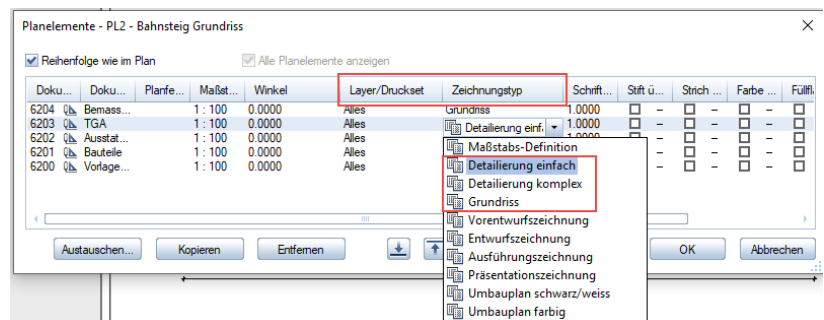 Planelemente - PL2 - Bahnsteig Grundriss
Reihenfolge wie im Plan
Alle Planelemente anzeigen
Doku... Doku... Planfe... Maßst... Winkel Layer/Druckset Zeichnungstyp Schrift... Stift ü... Strich ... Farbe ... Füllfl
6204 Bemass... 1 : 100 0.0000 Alles Grundriss 1.0000 – – –
6203 TGA 1 : 100 0.0000 Alles Detailierung einf. 1.0000 – – –
6202 Ausstat... 1 : 100 0.0000 Alles 1.0000 – – –
6201 Bauteile 1 : 100 0.0000 Alles – – –
6200 Vorlage... 1 : 100 0.0000 Alles – – –
Maßstabs-Definition
Detailierung einfach
Detailierung komplex
Grundriss
Vorentwurfszeichnung
Entwurfszeichnung
Ausführungszeichnung
Präsentationszeichnung
Umbauplan schwarz/weiss
Umbauplan farbig
Austauschen... Kopieren Entfernen OK Abbrechen